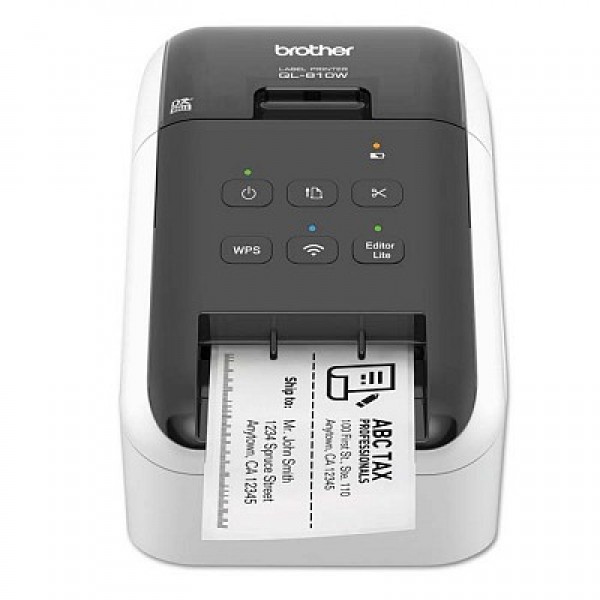 brother
LABEL PRINTER
QL-810W
WPS
Editor
Lite
ABC TAX
PROFESSIONALS
100 First St., Ste. 110
Anytown, CA 12345
Ship to:
Mr. John Smith
1234 Spruce Street
Anytown, CA 12345